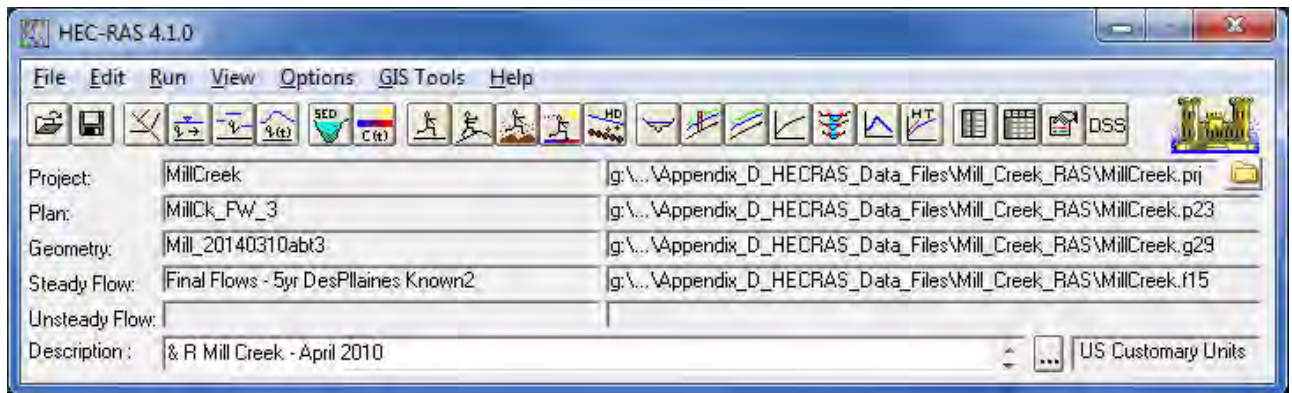 HEC-RAS 4.1.0
File Edit Run View Options GIS Tools Help
SED C(t) q(t) HD HT DSS
Project: MillCreek g:\...\Appendix_D_HECRAS_Data_Files\Mill_Creek_RAS\MillCreek.prj
Plan: MillCk_FW_3 g:\...\Appendix_D_HECRAS_Data_Files\Mill_Creek_RAS\MillCreek.p23
Geometry: Mill_20140310abt3 g:\...\Appendix_D_HECRAS_Data_Files\Mill_Creek_RAS\MillCreek.g29
Steady Flow: Final Flows - 5yr DesPllaines Known2 g:\...\Appendix_D_HECRAS_Data_Files\Mill_Creek_RAS\MillCreek.f15
Unsteady Flow:
Description : & R Mill Creek - April 2010 ... US Customary Units